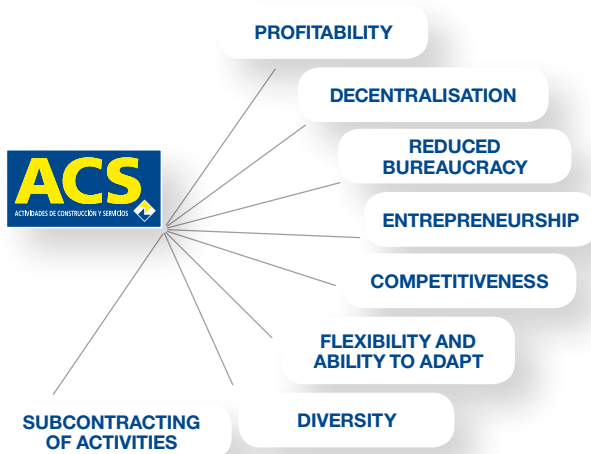 PROFITABILITY
DECENTRALISATION
REDUCED
BUREAUCRACY
ACS
ACTIVIDADES DE CONSTRUCCIÓN Y SERVICIOS
ENTREPRENEURSHIP
COMPETITIVENESS
FLEXIBILITY AND
ABILITY TO ADAPT
DIVERSITY
SUBCONTRACTING
OF ACTIVITIES